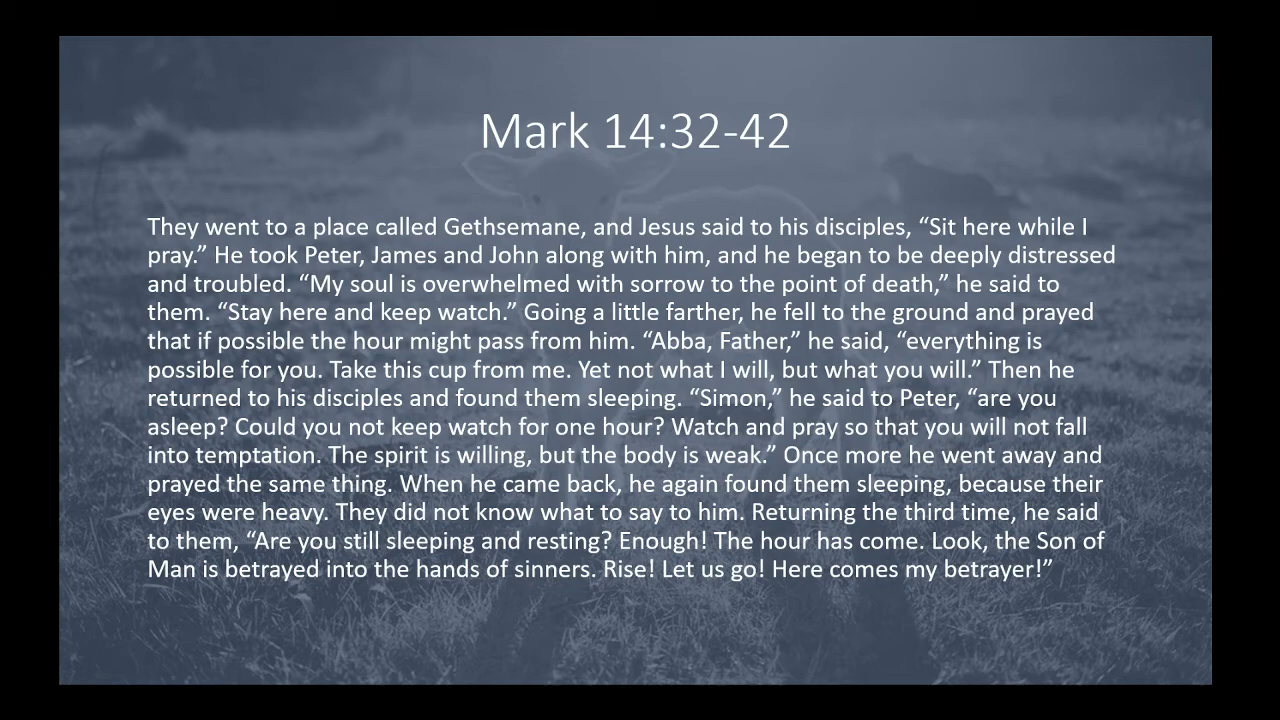 Mark 14:32-42
They went to a place called Gethsemane, and Jesus said to his disciples, “Sit here while I
pray.” He took Peter, James and John along with him, and he began to be deeply distressed
and troubled. “My soul is overwhelmed with sorrow to the point of death,” he said to
them. “Stay here and keep watch.” Going a little farther, he fell to the ground and prayed
that if possible the hour might pass from him. “Abba, Father,” he said, “everything is
possible for you. Take this cup from me. Yet not what I will, but what you will.” Then he
returned to his disciples and found them sleeping. “Simon,” he said to Peter, “are you
asleep? Could you not keep watch for one hour? Watch and pray so that you will not fall
into temptation. The spirit is willing, but the body is weak.” Once more he went away and
prayed the same thing. When he came back, he again found them sleeping, because their
eyes were heavy. They did not know what to say to him. Returning the third time, he said
to them, “Are you still sleeping and resting? Enough! The hour has come. Look, the Son of
Man is betrayed into the hands of sinners. Rise! Let us go! Here comes my betrayer!”